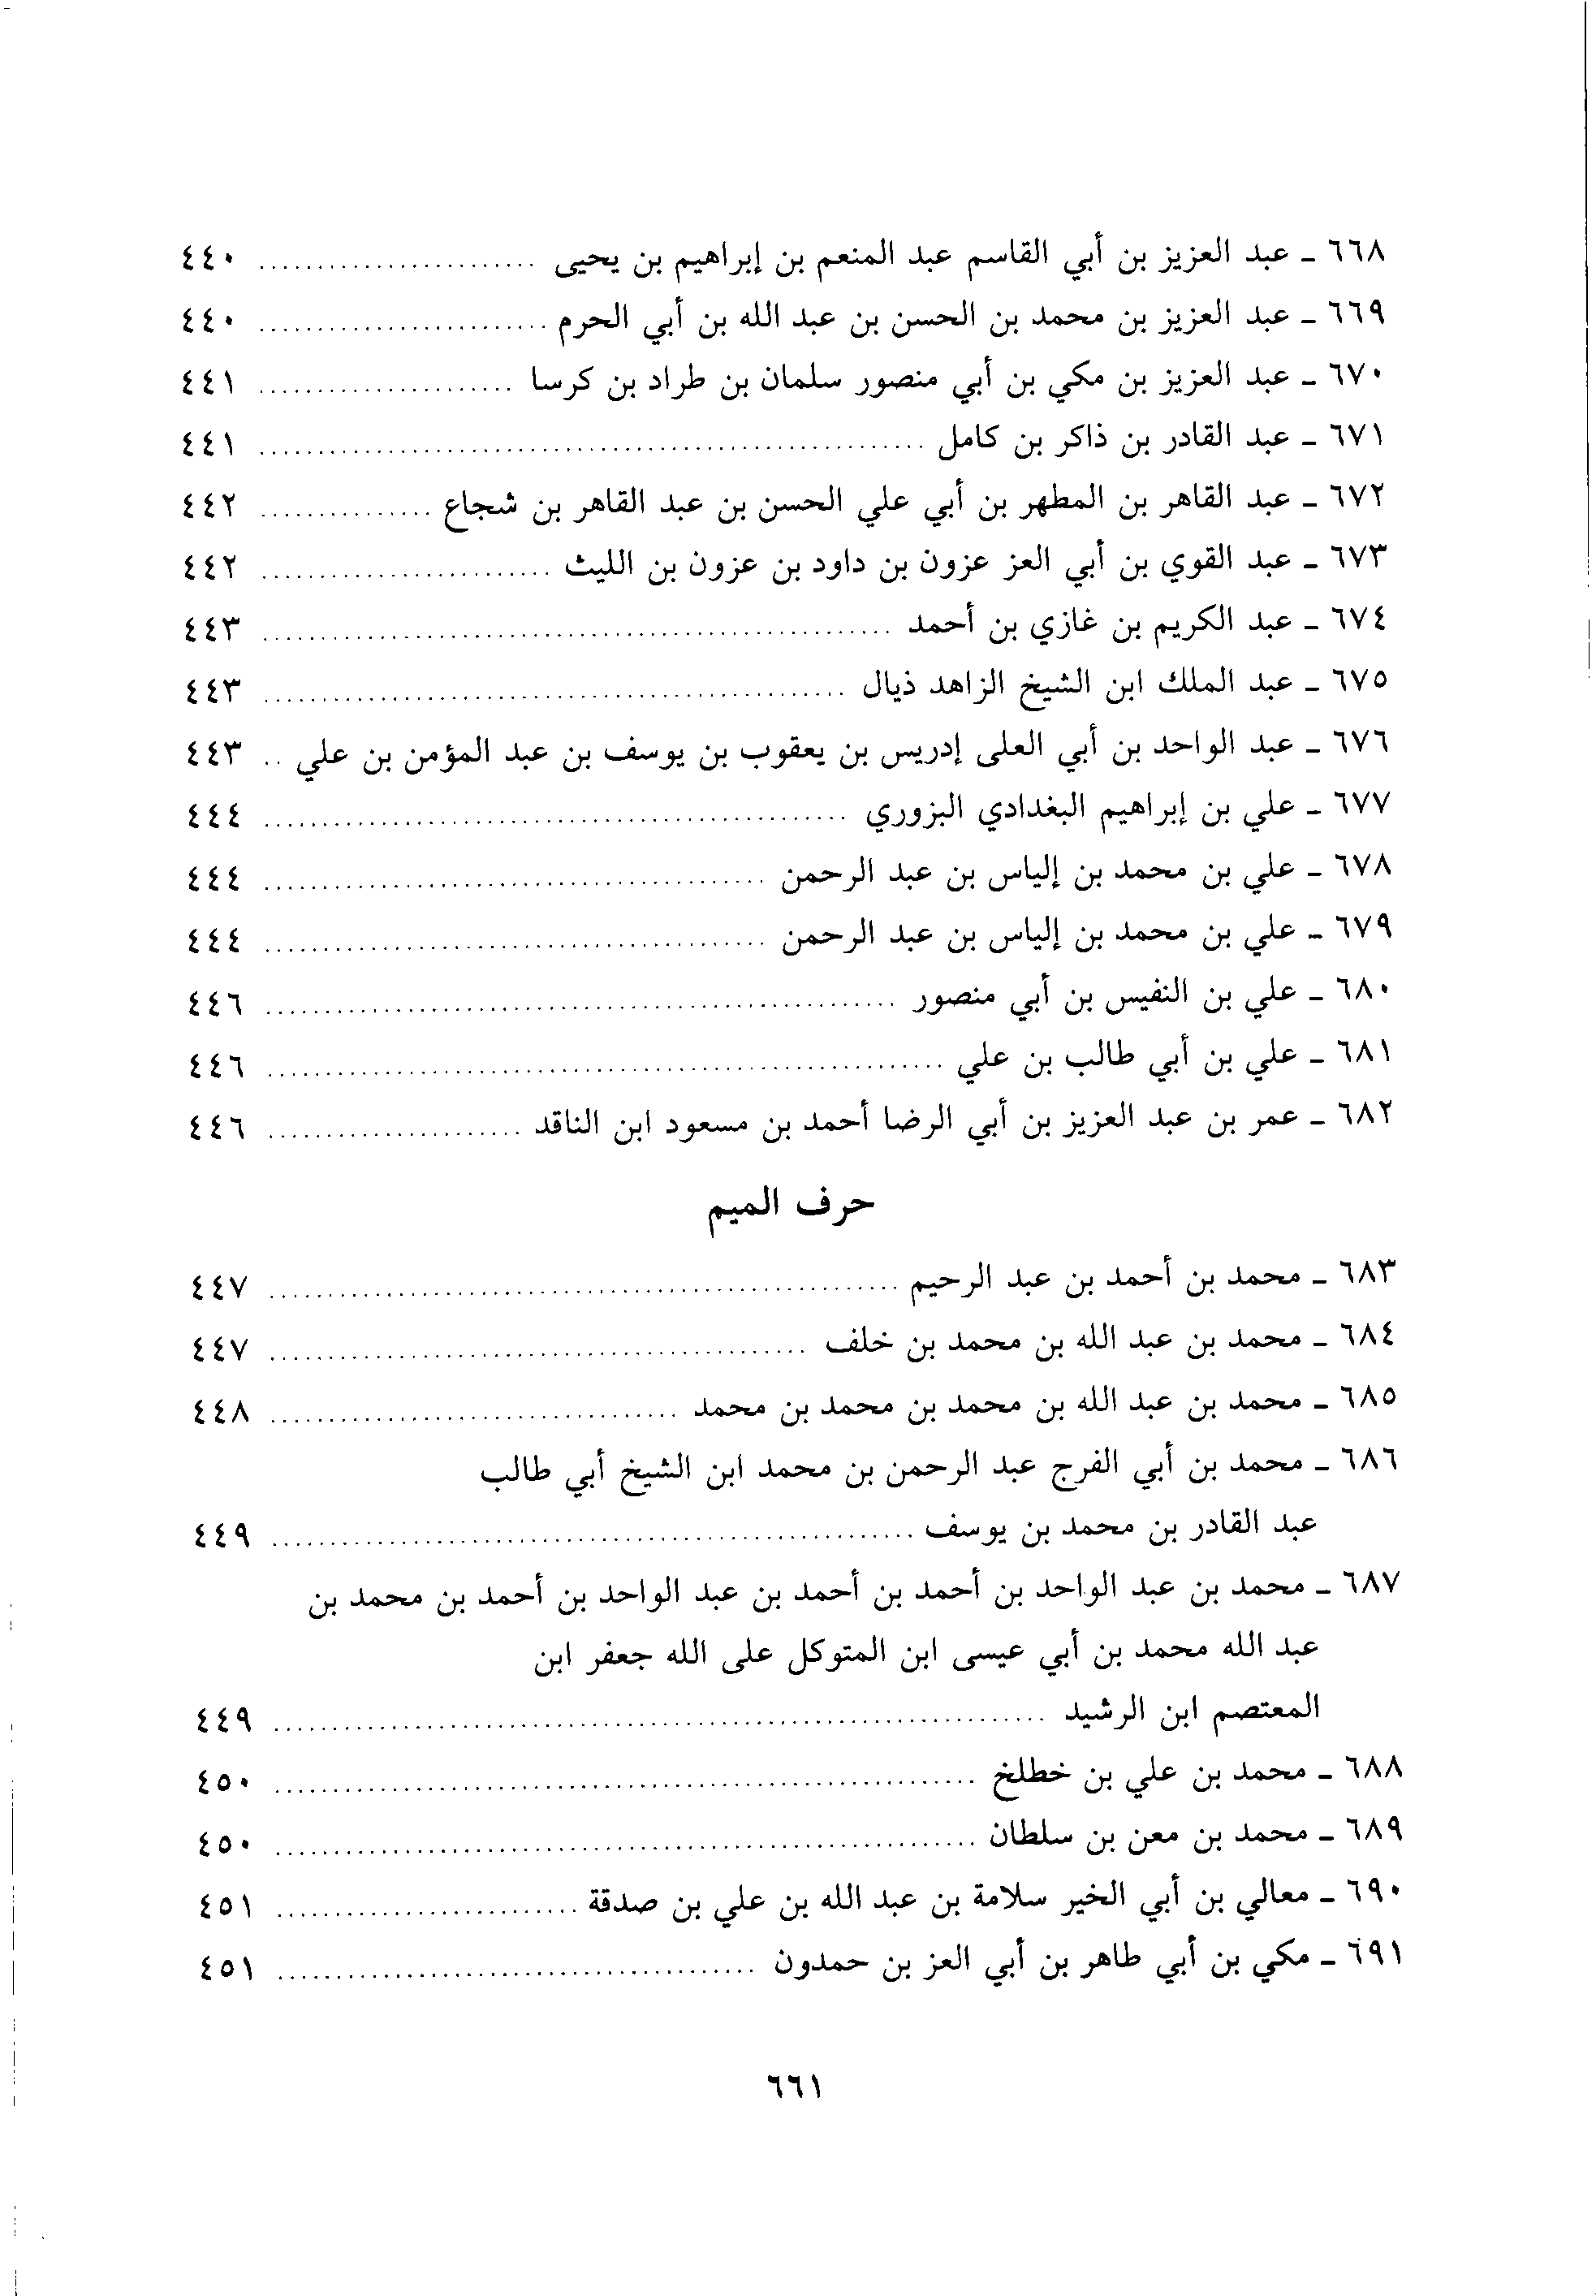 ٦٦٨ ـ عبد العزيز بن أبي القاسم عبد المنعم بن إبراهيم بن يحيى ........................ ٤٤٠
٦٦٩ ـ عبد العزيز بن محمد بن الحسن بن عبد الله بن أبي الحرم ........................ ٤٤٠
٦٧٠ ـ عبد العزيز بن مكي بن أبي منصور سلمان بن طراد بن كرسا ........................ ٤٤١
٦٧١ ـ عبد القادر بن ذاكر بن كامل ........................ ٤٤١
٦٧٢ ـ عبد القاهر بن المطهر بن أبي علي الحسن بن عبد القاهر بن شجاع ............... ٤٤٢
٦٧٣ ـ عبد القوي بن أبي العز عزون بن داود بن عزون بن الليث ........................ ٤٤٢
٦٧٤ ـ عبد الكريم بن غازي بن أحمد ........................ ٤٤٣
٦٧٥ ـ عبد الملك ابن الشيخ الزاهد ذيال ........................ ٤٤٣
٦٧٦ ـ عبد الواحد بن أبي العلى إدريس بن يعقوب بن يوسف بن عبد المؤمن بن علي .. ٤٤٣
٦٧٧ ـ علي بن إبراهيم البغدادي البزوري ........................ ٤٤٤
٦٧٨ ـ علي بن محمد بن إلياس بن عبد الرحمن ........................ ٤٤٤
٦٧٩ ـ علي بن محمد بن إلياس بن عبد الرحمن ........................ ٤٤٤
٦٨٠ ـ علي بن النفيس بن أبي منصور ........................ ٤٤٦
٦٨١ ـ علي بن أبي طالب بن علي ........................ ٤٤٦
٦٨٢ ـ عمر بن عبد العزيز بن أبي الرضا أحمد بن مسعود ابن الناقد ........................ ٤٤٦
حرف الميم
٦٨٣ ـ محمد بن أحمد بن عبد الرحيم ........................ ٤٤٧
٦٨٤ ـ محمد بن عبد الله بن محمد بن خلف ........................ ٤٤٧
٦٨٥ ـ محمد بن عبد الله بن محمد بن محمد بن محمد ........................ ٤٤٨
٦٨٦ ـ محمد بن أبي الفرج عبد الرحمن بن محمد ابن الشيخ أبي طالب
عبد القادر بن محمد بن يوسف ........................ ٤٤٩
٦٨٧ ـ محمد بن عبد الواحد بن أحمد بن أحمد بن عبد الواحد بن أحمد بن محمد بن
عبد الله محمد بن أبي عيسى ابن المتوكل على الله جعفر ابن
المعتصم ابن الرشيد ........................ ٤٤٩
٦٨٨ ـ محمد بن علي بن خطلخ ........................ ٤٥٠
٦٨٩ ـ محمد بن معن بن سلطان ........................ ٤٥٠
٦٩٠ ـ معالي بن أبي الخير سلامة بن عبد الله بن علي بن صدقة ........................ ٤٥١
٦٩١ ـ مكي بن أبي طاهر بن أبي العز بن حمدون ........................ ٤٥١
٦٦١